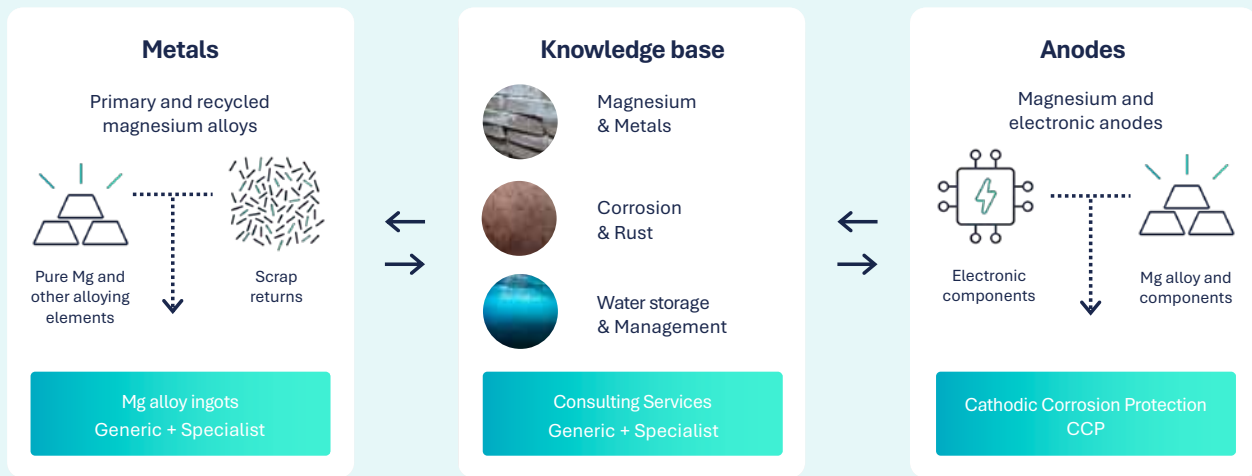 Metals
Primary and recycled
magnesium alloys
Pure Mg and
other alloying
elements
Scrap
returns
Mg alloy ingots
Generic + Specialist
Knowledge base
Magnesium
& Metals
Corrosion
& Rust
Water storage
& Management
Consulting Services
Generic + Specialist
Anodes
Magnesium and
electronic anodes
Electronic
components
Mg alloy and
components
Cathodic Corrosion Protection
CCP